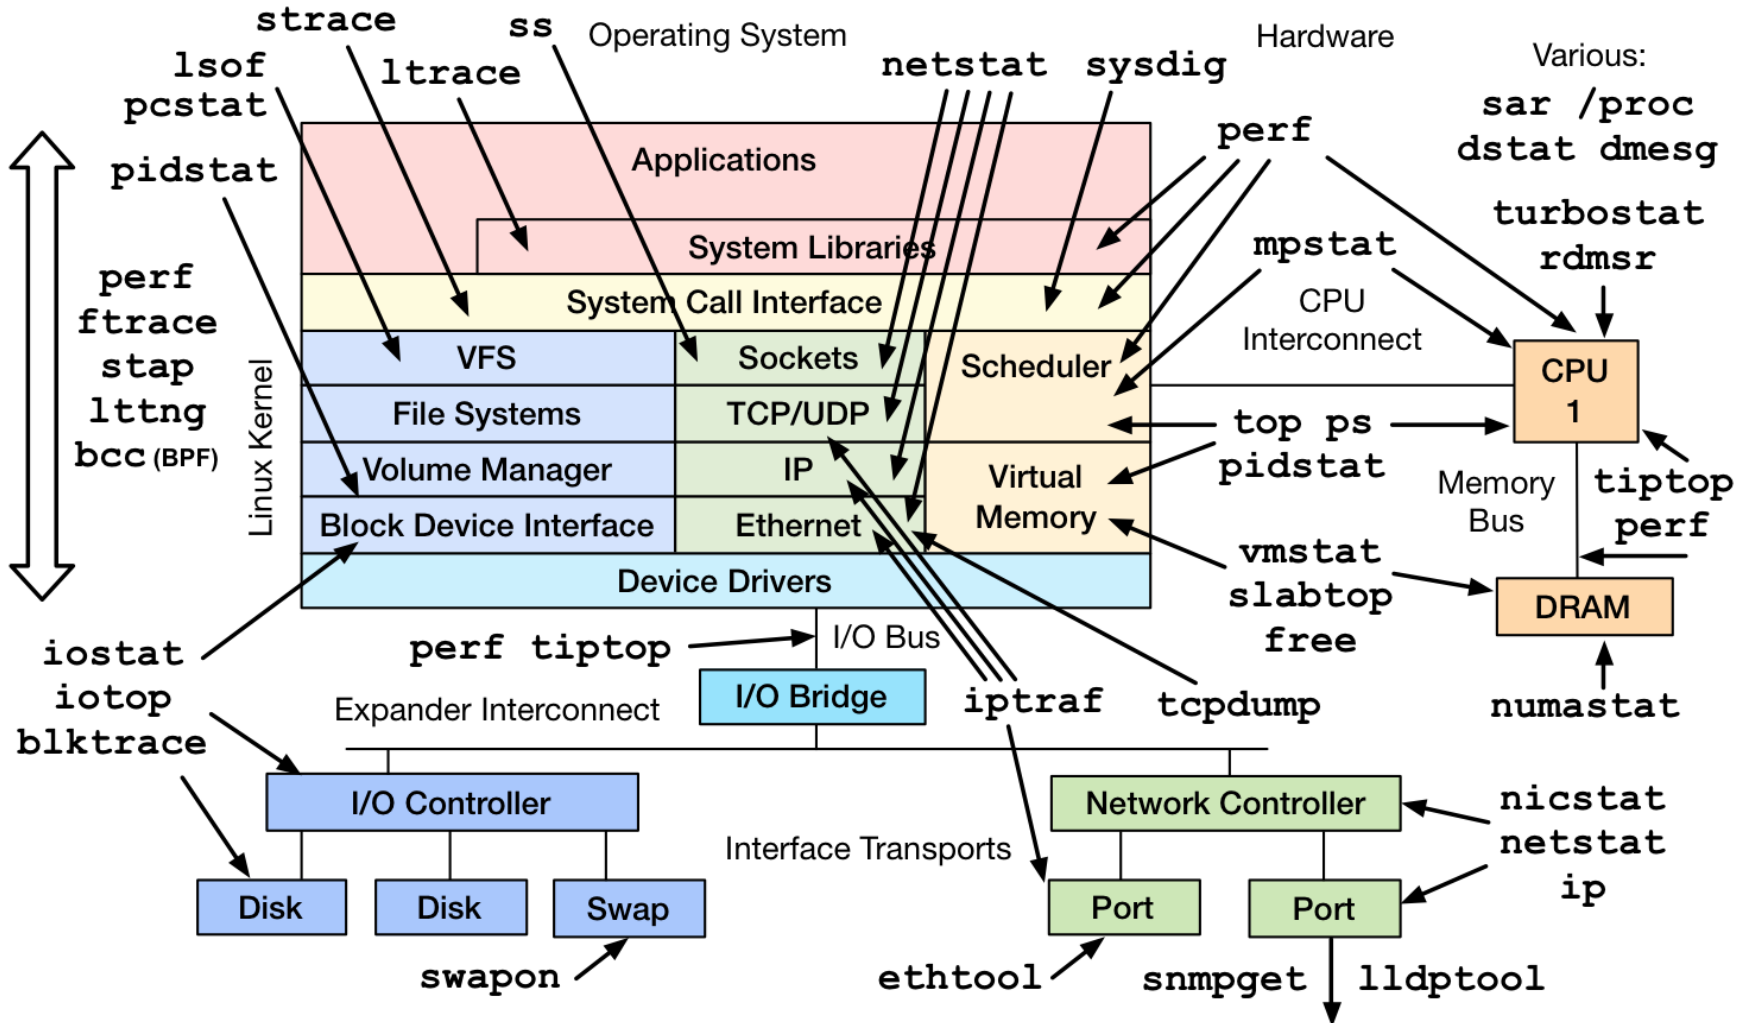 strace
ss
Operating System
Hardware
Various:
lsof
pcstat
ltrace
netstat
sysdig
sar /proc
dstat dmesg
perf
pidstat
Applications
turbostat
rdmsr
System Libraries
mpstat
perf
ftrace
stap
lttng
bcc (BPF)
System Call Interface
CPU
Interconnect
Linux Kernel
VFS
Sockets
Scheduler
CPU
1
File Systems
TCP/UDP
top ps
pidstat
Volume Manager
IP
Virtual
Memory
Memory
Bus
tiptop
perf
Block Device Interface
Ethernet
vmstat
slabtop
free
Device Drivers
DRAM
iostat
iotop
blktrace
perf tiptop
I/O Bus
Expander Interconnect
I/O Bridge
iptraf
tcpdump
numastat
I/O Controller
Network Controller
nicstat
netstat
ip
Interface Transports
Disk
Disk
Swap
Port
Port
swapon
ethtool
snmpget
lldptool